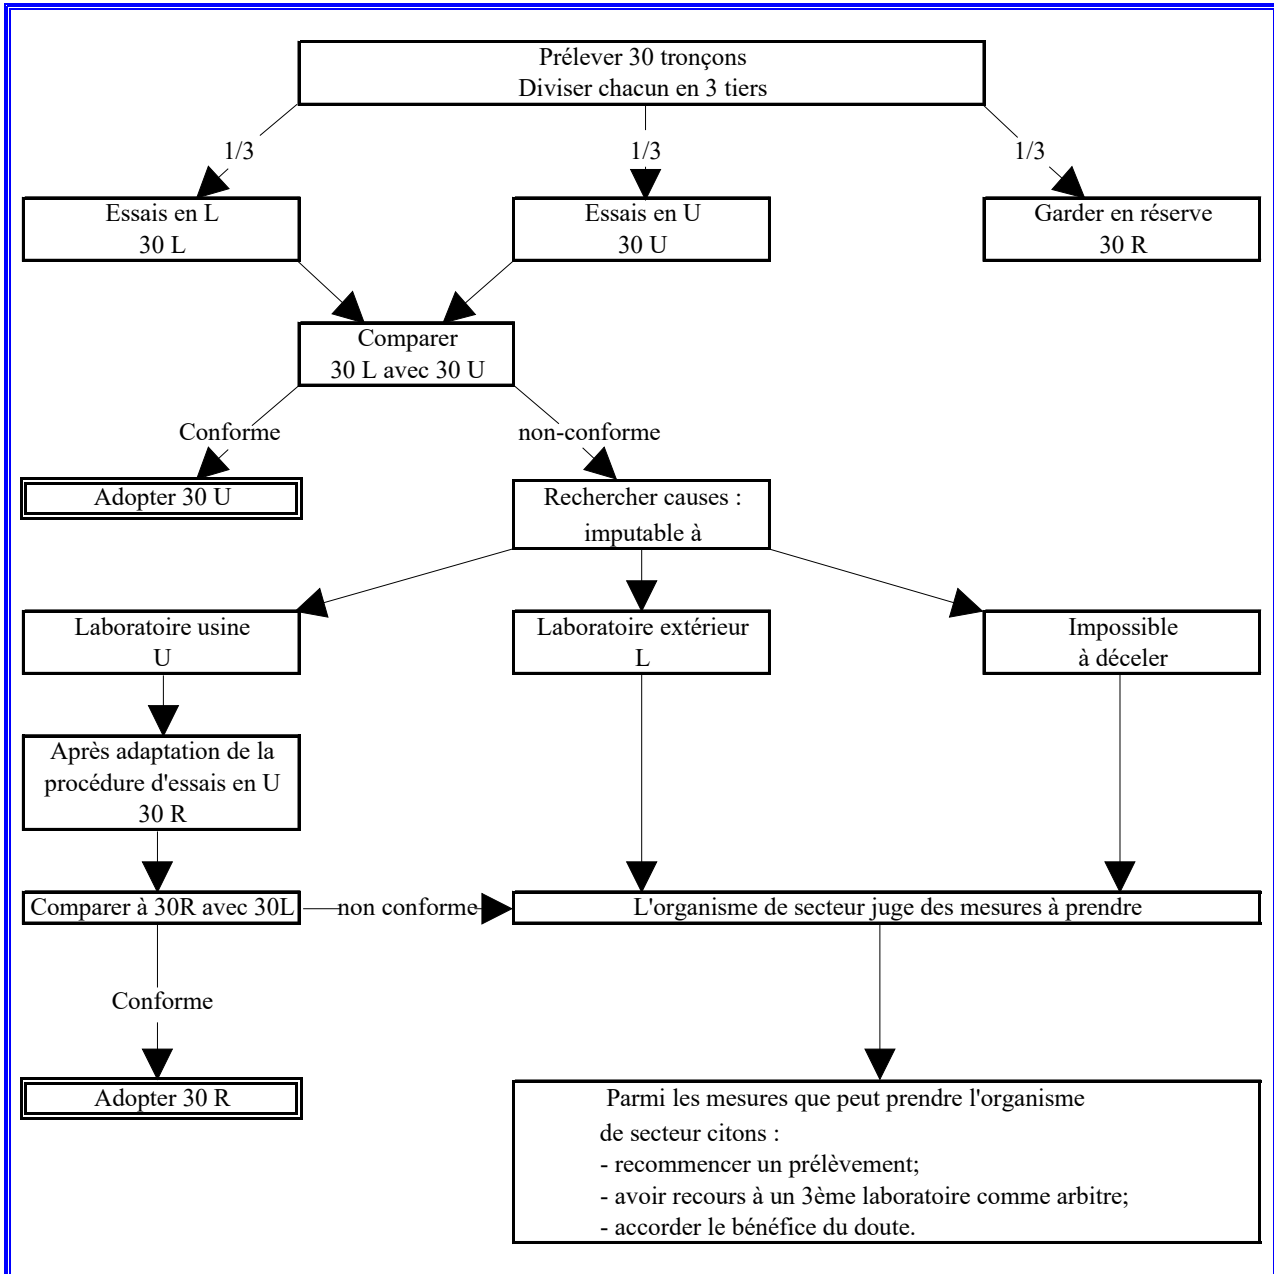 Prélever 30 tronçons
Diviser chacun en 3 tiers
1/3
1/3
1/3
Essais en L
30 L
Essais en U
30 U
Garder en réserve
30 R
Comparer
30 L avec 30 U
Conforme
non-conforme
Adopter 30 U
Rechercher causes :
imputable à
Laboratoire usine
U
Laboratoire extérieur
L
Impossible
à déceler
Après adaptation de la
procédure d'essais en U
30 R
Comparer à 30R avec 30L
non conforme
L'organisme de secteur juge des mesures à prendre
Conforme
Adopter 30 R
Parmi les mesures que peut prendre l'organisme
de secteur citons :
- recommencer un prélèvement;
- avoir recours à un 3ème laboratoire comme arbitre;
- accorder le bénéfice du doute.